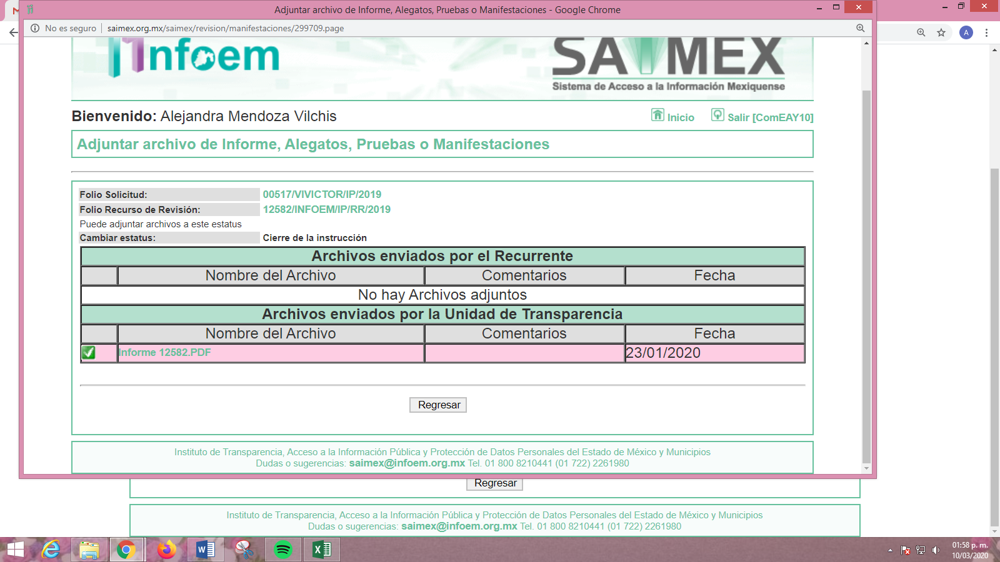 Adjuntar archivo de Informe, Alegatos, Pruebas o Manifestaciones - Google Chrome
No es seguro saimex.org.mx/saimex/revision/manifestaciones/299709.page
A
infoem
SAIMEX
Sistema de Acceso a la Información Mexiquense
Bienvenido: Alejandra Mendoza Vilchis
Inicio
Salir [ComEAY10]
Adjuntar archivo de Informe, Alegatos, Pruebas o Manifestaciones
Folio Solicitud: 00517/VIVICTOR/IP/2019
Folio Recurso de Revisión: 12582/INFOEM/IP/RR/2019
Puede adjuntar archivos a este estatus
Cambiar estatus: Cierre de la instrucción
Archivos enviados por el Recurrente
Nombre del Archivo Comentarios Fecha
No hay Archivos adjuntos
Archivos enviados por la Unidad de Transparencia
Nombre del Archivo Comentarios Fecha
Informe 12582.PDF 23/01/2020
Regresar
Instituto de Transparencia, Acceso a la Información Pública y Protección de Datos Personales del Estado de México y Municipios
Dudas o sugerencias: saimex@infoem.org.mx Tel. 01 800 8210441 (01 722) 2261980
Regresar
Instituto de Transparencia, Acceso a la Información Pública y Protección de Datos Personales del Estado de México y Municipios
Dudas o sugerencias: saimex@infoem.org.mx Tel. 01 800 8210441 (01 722) 2261980
01:58 p. m.
10/03/2020